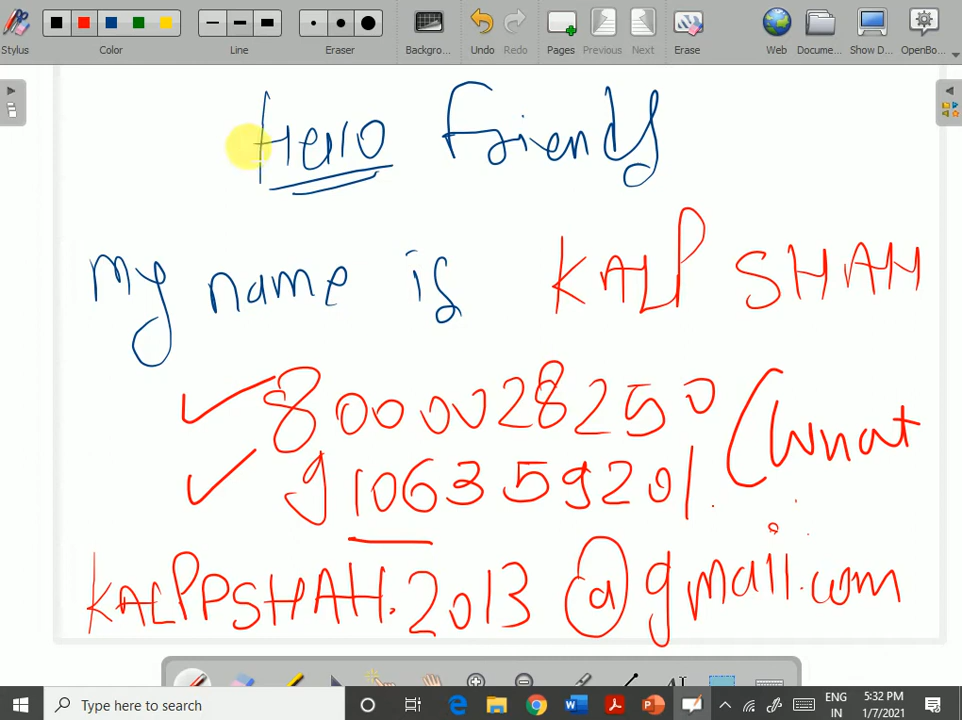 Stylus
Color
Line
Eraser
Backgro...
Undo
Redo
Pages
Previous
Next
Erase
Web
Docume...
Show D...
OpenBo...
Hello Friends
my name is KALP SHAH
8000028250
9106359201 (What
KALPPSHAH.2013@gmail.com
Type here to search
ENG
IN
5:32 PM
1/7/2021